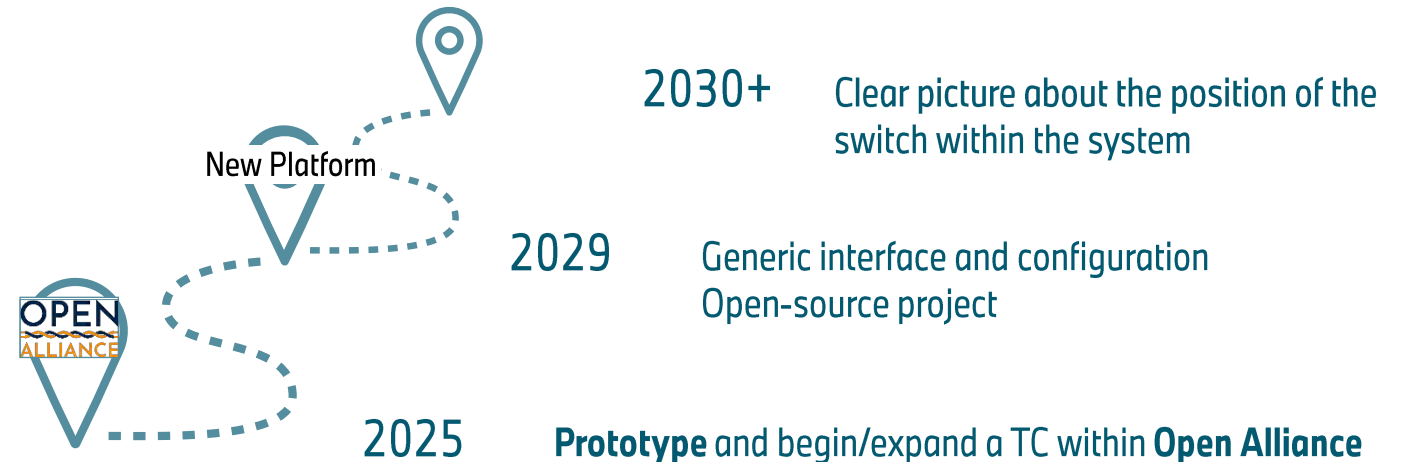 2030+ Clear picture about the position of the
switch within the system
New Platform
2029 Generic interface and configuration
Open-source project
OPEN
ALLIANCE
2025 Prototype and begin/expand a TC within Open Alliance